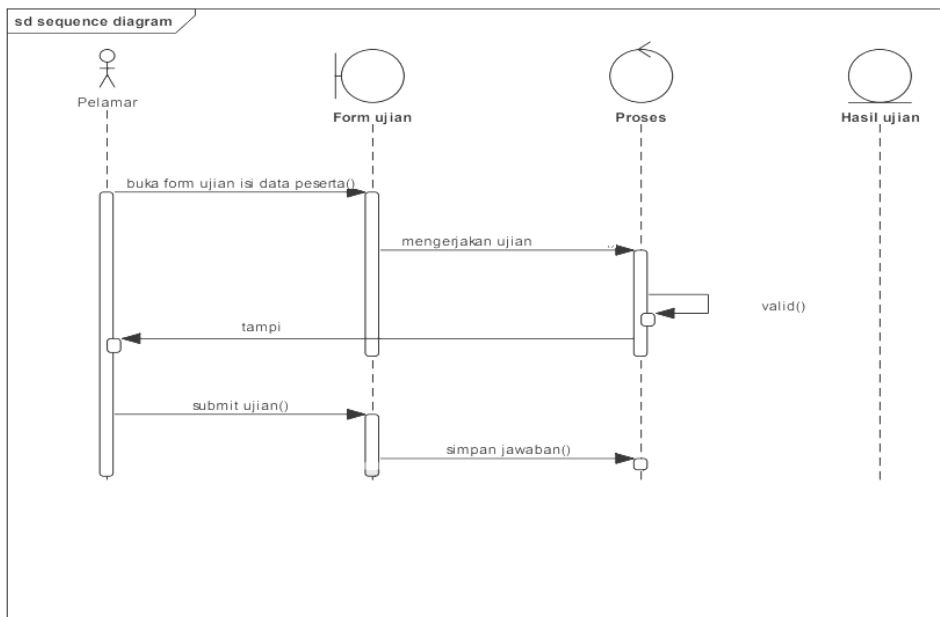 sd sequence diagram
Pelamar
Form ujian
Proses
Hasil ujian
buka form ujian isi data peserta()
mengerjakan ujian
valid()
tampi
submit ujian()
simpan jawaban()